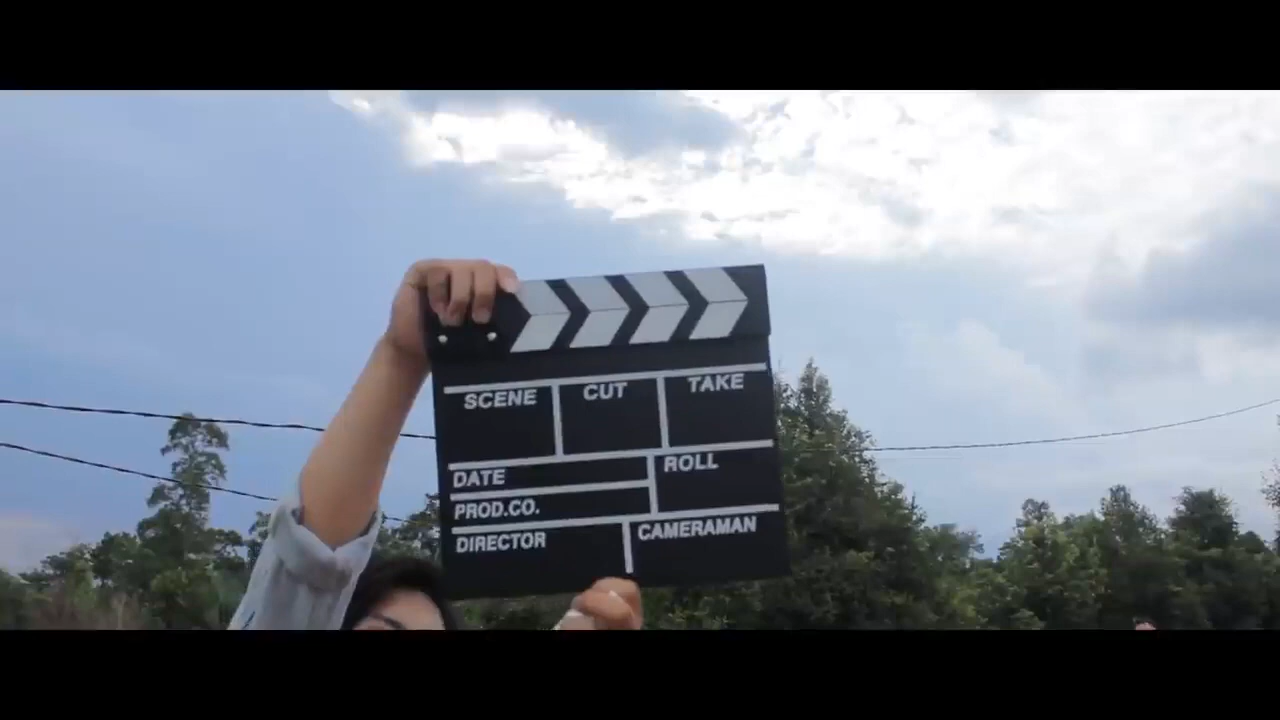 SCENE CUT TAKE
DATE ROLL
PROD.CO.
DIRECTOR CAMERAMAN